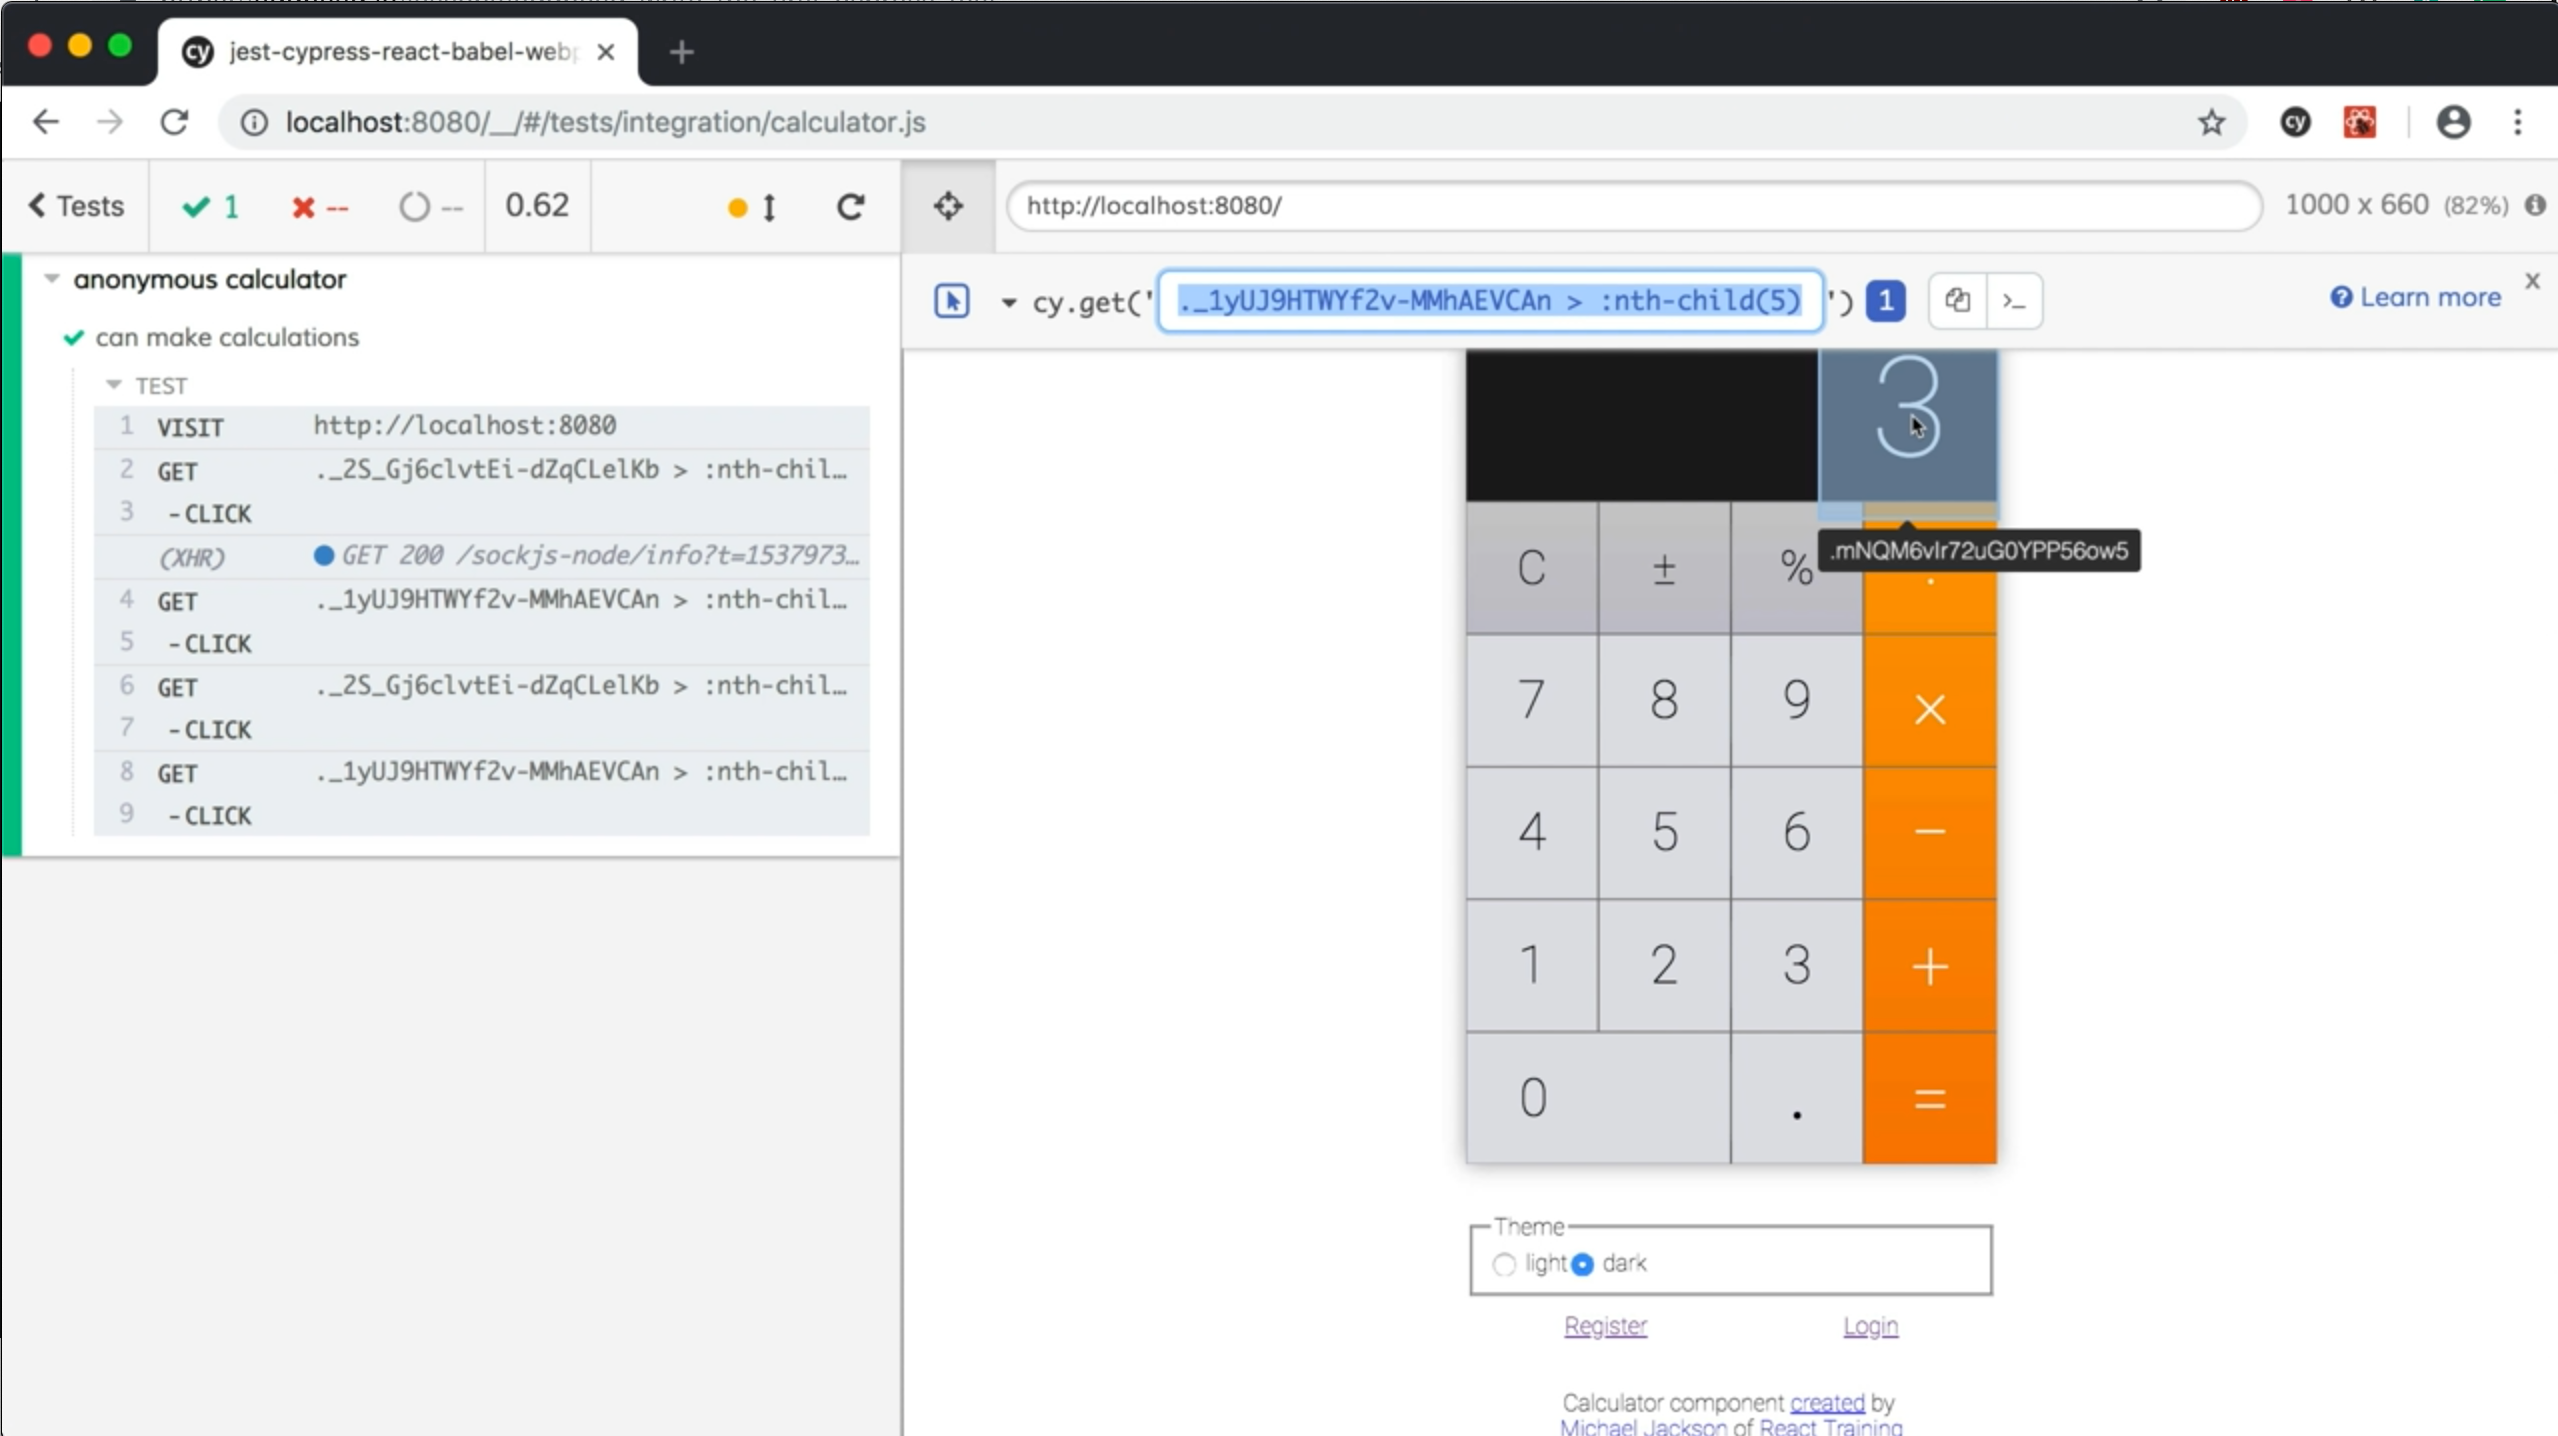 cy jest-cypress-react-babel-webp
localhost:8080/__/#/tests/integration/calculator.js
cy
Tests 1 -- -- 0.62
http://localhost:8080/
1000 x 660 (82%)
anonymous calculator
can make calculations
TEST
1 VISIT http://localhost:8080
2 GET ._2S_Gj6clvtEi-dZqCLelKb > :nth-chil…
3 -CLICK
(XHR) GET 200 /sockjs-node/info?t=1537973…
4 GET ._1yUJ9HTWYf2v-MMhAEVCAn > :nth-chil…
5 -CLICK
6 GET ._2S_Gj6clvtEi-dZqCLelKb > :nth-chil…
7 -CLICK
8 GET ._1yUJ9HTWYf2v-MMhAEVCAn > :nth-chil…
9 -CLICK
cy.get('._1yUJ9HTWYf2v-MMhAEVCAn > :nth-child(5)') 1 >_
Learn more x
3
.mNQM6vIr72uG0YPP56ow5
C ± %
7 8 9 ×
4 5 6 −
1 2 3 +
0 . =
Theme
light dark
Register Login
Calculator component created by
Michael Jackson of React Training